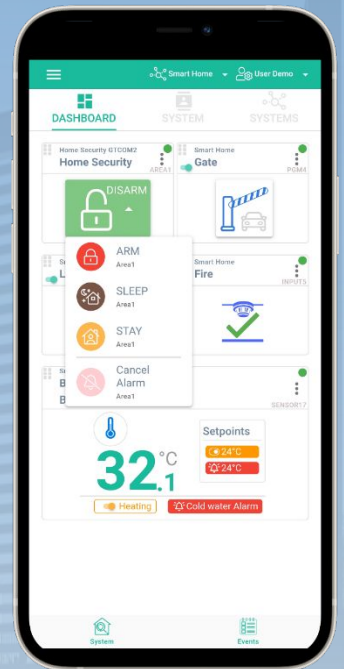 Smart Home
User Demo
DASHBOARD
SYSTEM
SYSTEMS
Home Security GTCOM2
Home Security
AREA1
Smart Home
Gate
PGM4
DISARM
ARM
Area1
SLEEP
Area1
STAY
Area1
Cancel
Alarm
Area1
Smart Home
Fire
INPUT5
SENSOR17
32.1 °C
Setpoints
24°C
24°C
Heating
Cold water Alarm
System
Events